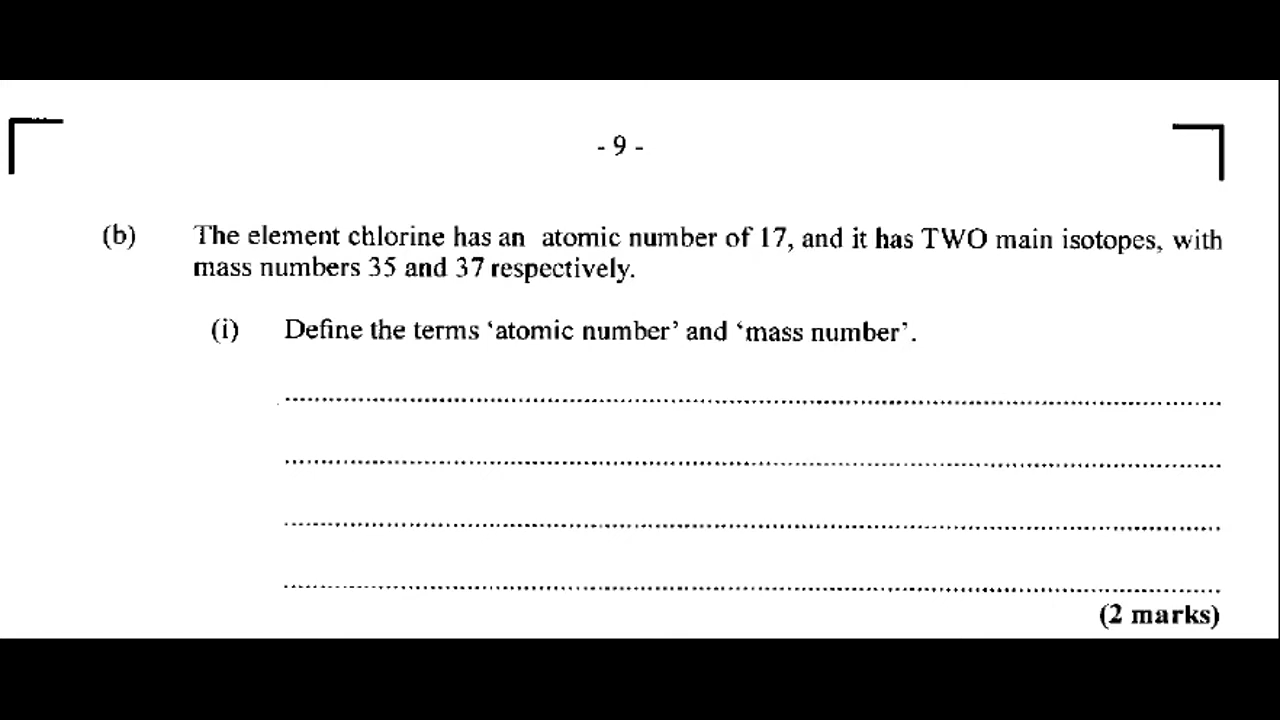 - 9 -
(b) The element chlorine has an atomic number of 17, and it has TWO main isotopes, with
mass numbers 35 and 37 respectively.
(i) Define the terms ‘atomic number’ and ‘mass number’.
(2 marks)